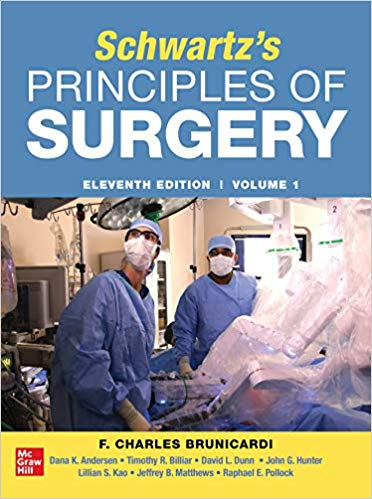 Schwartz's
PRINCIPLES OF
SURGERY
ELEVENTH EDITION | VOLUME 1
2
F. CHARLES BRUNICARDI
Dana K. Andersen • Timothy R. Billiar • David L. Dunn • John G. Hunter
Lillian S. Kao • Jeffrey B. Matthews • Raphael E. Pollock
Mc
Graw
Hill